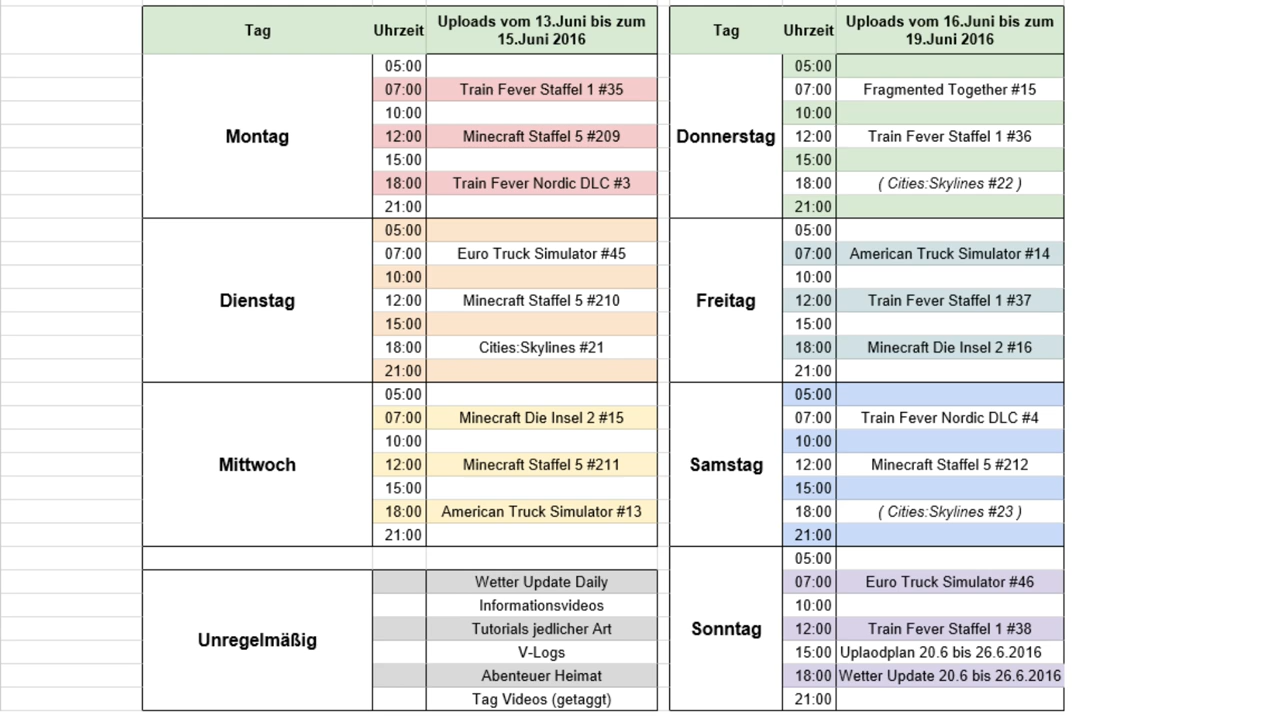 Tag Uhrzeit Uploads vom 13.Juni bis zum
15.Juni 2016
Montag
05:00
07:00 Train Fever Staffel 1 #35
10:00
12:00 Minecraft Staffel 5 #209
15:00
18:00 Train Fever Nordic DLC #3
21:00
Dienstag
05:00
07:00 Euro Truck Simulator #45
10:00
12:00 Minecraft Staffel 5 #210
15:00
18:00 Cities:Skylines #21
21:00
Mittwoch
05:00
07:00 Minecraft Die Insel 2 #15
10:00
12:00 Minecraft Staffel 5 #211
15:00
18:00 American Truck Simulator #13
21:00
Unregelmäßig
Wetter Update Daily
Informationsvideos
Tutorials jedlicher Art
V-Logs
Abenteuer Heimat
Tag Videos (getaggt)
Tag Uhrzeit Uploads vom 16.Juni bis zum
19.Juni 2016
Donnerstag
05:00
07:00 Fragmented Together #15
10:00
12:00 Train Fever Staffel 1 #36
15:00
18:00 ( Cities:Skylines #22 )
21:00
Freitag
05:00
07:00 American Truck Simulator #14
10:00
12:00 Train Fever Staffel 1 #37
15:00
18:00 Minecraft Die Insel 2 #16
21:00
Samstag
05:00
07:00 Train Fever Nordic DLC #4
10:00
12:00 Minecraft Staffel 5 #212
15:00
18:00 ( Cities:Skylines #23 )
21:00
Sonntag
05:00
07:00 Euro Truck Simulator #46
10:00
12:00 Train Fever Staffel 1 #38
15:00 Uplaodplan 20.6 bis 26.6.2016
18:00 Wetter Update 20.6 bis 26.6.2016
21:00